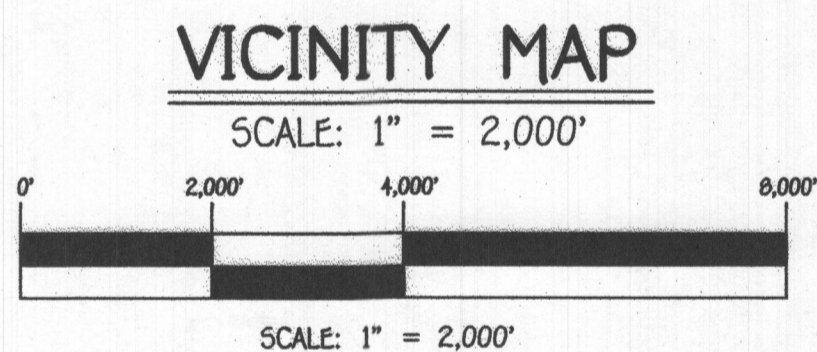 VICINITY MAP
SCALE: 1" = 2,000'
0' 2,000' 4,000' 8,000'
SCALE: 1" = 2,000'